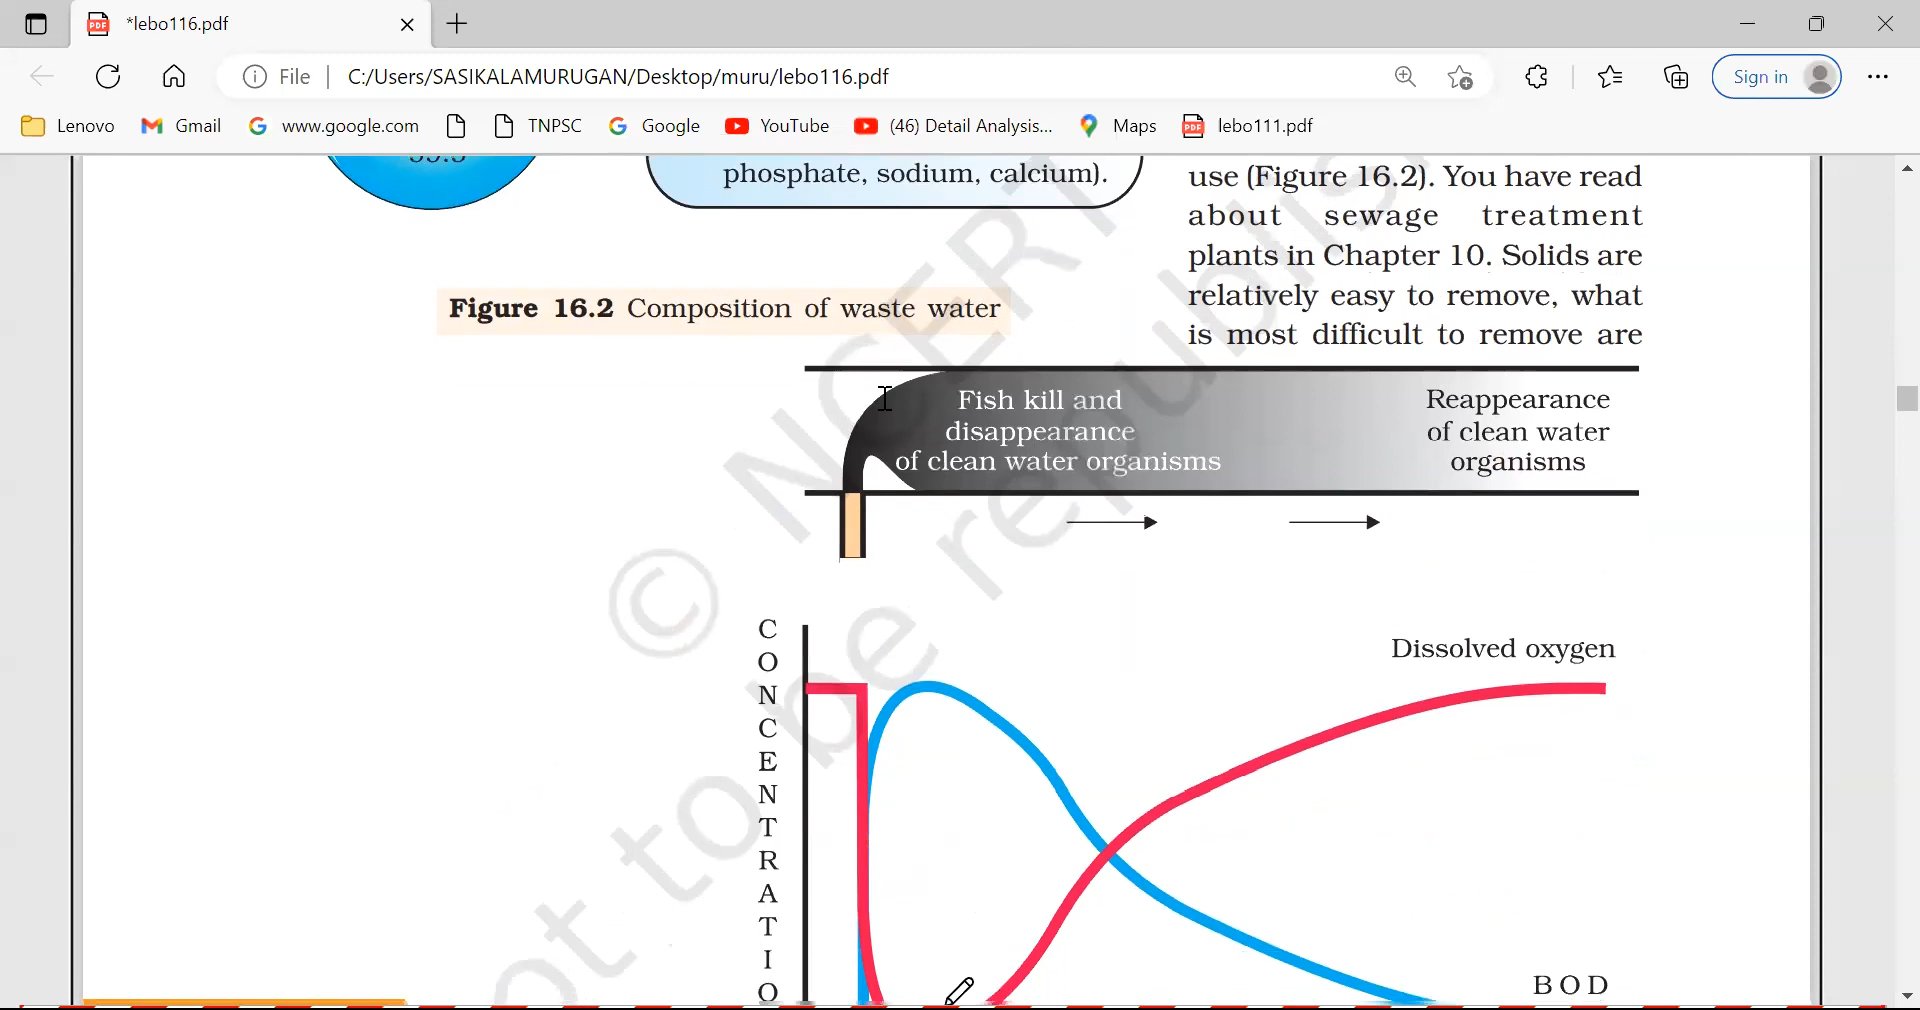 *lebo116.pdf
File
C:/Users/SASIKALAMURUGAN/Desktop/muru/lebo116.pdf
Sign in
Lenovo
Gmail
www.google.com
TNPSC
Google
YouTube
(46) Detail Analysis...
Maps
lebo111.pdf
phosphate, sodium, calcium).
Figure 16.2 Composition of waste water
use (Figure 16.2). You have read
about sewage treatment
plants in Chapter 10. Solids are
relatively easy to remove, what
is most difficult to remove are
Fish kill and
disappearance
of clean water organisms
Reappearance
of clean water
organisms
CONCENTRATIO
Dissolved oxygen
BOD
© NCERT
not to be republis